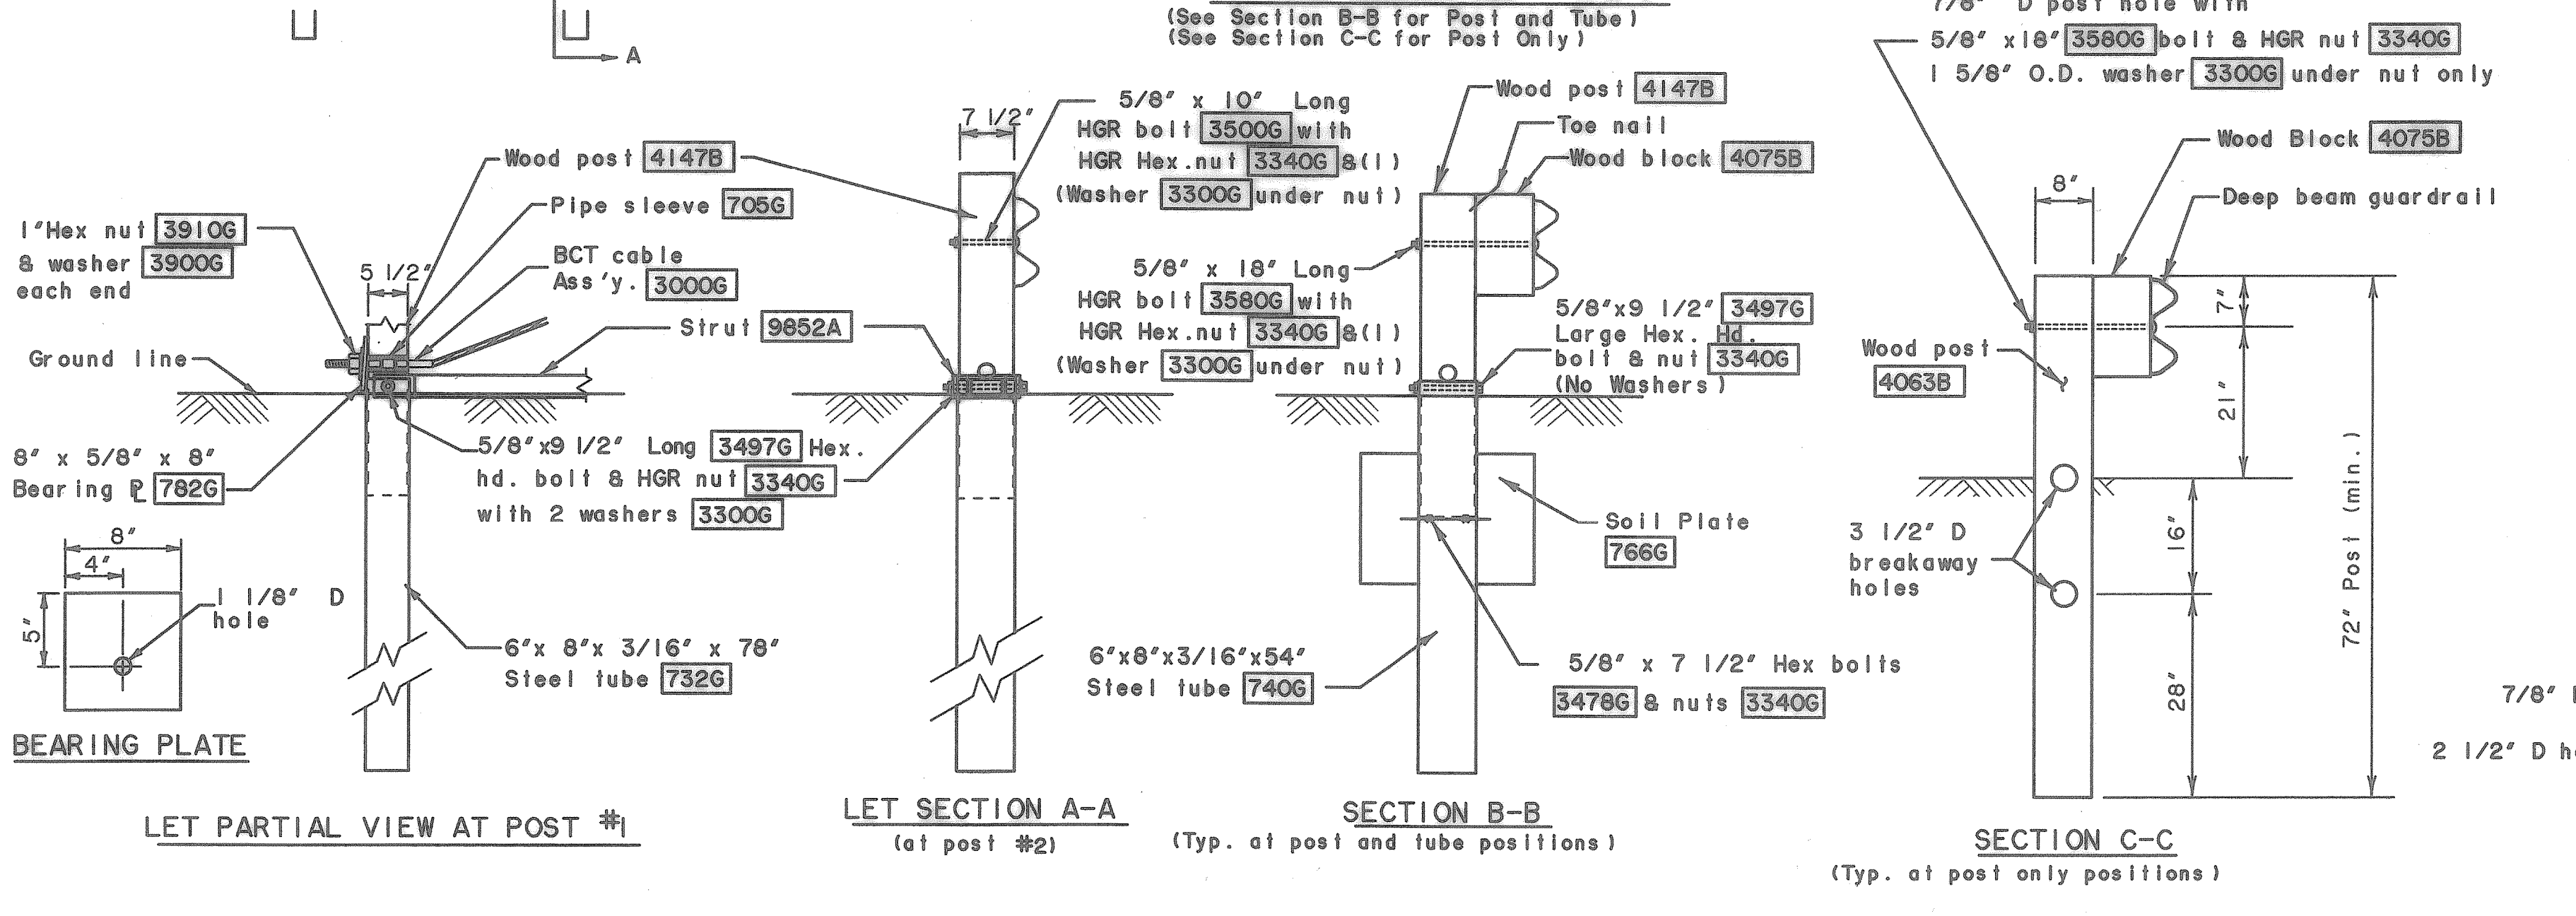 (See Section B-B for Post and Tube)
(See Section C-C for Post Only)
A
7/8" D post hole with
5/8" x18" 3580G bolt & HGR nut 3340G
1 5/8" O.D. washer 3300G under nut only
Wood Block 4075B
Deep beam guardrail
8"
7"
21"
16"
28"
72" Post (min.)
Wood post
4063B
3 1/2" D
breakaway
holes
SECTION C-C
(Typ. at post only positions)
Wood post 4147B
Pipe sleeve 705G
1"Hex nut 3910G
& washer 3900G
each end
5 1/2"
BCT cable
Ass'y. 3000G
Strut 9852A
Ground line
8" x 5/8" x 8"
Bearing PL 782G
5/8"x9 1/2" Long 3497G Hex.
hd. bolt & HGR nut 3340G
with 2 washers 3300G
8"
4"
5"
1 1/8" D
hole
6"x 8"x 3/16" x 78"
Steel tube 732G
BEARING PLATE
LET PARTIAL VIEW AT POST #1
7 1/2"
5/8" x 10" Long
HGR bolt 3500G with
HGR Hex.nut 3340G &(1)
(Washer 3300G under nut)
LET SECTION A-A
(at post #2)
Wood post 4147B
Toe nail
Wood block 4075B
5/8" x 18" Long
HGR bolt 3580G with
HGR Hex.nut 3340G &(1)
(Washer 3300G under nut)
5/8"x9 1/2" 3497G
Large Hex. Hd.
bolt & nut 3340G
(No Washers)
Soil Plate
766G
6"x8"x3/16"x54"
Steel tube 740G
5/8" x 7 1/2" Hex bolts
3478G & nuts 3340G
SECTION B-B
(Typ. at post and tube positions)
7/8"
2 1/2" D